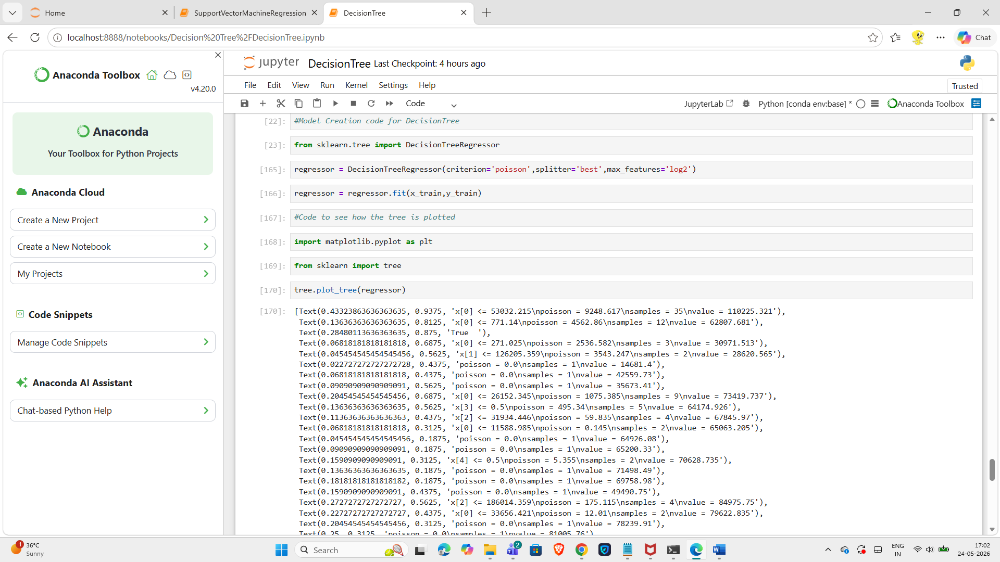 Home
SupportVectorMachineRegression
DecisionTree
localhost:8888/notebooks/Decision%20Tree%2FDecisionTree.ipynb
Chat
Anaconda Toolbox
v4.20.0
Anaconda
Your Toolbox for Python Projects
Anaconda Cloud
Create a New Project
Create a New Notebook
My Projects
Code Snippets
Manage Code Snippets
Anaconda AI Assistant
Chat-based Python Help
jupyter DecisionTree Last Checkpoint: 4 hours ago
File Edit View Run Kernel Settings Help
Trusted
Code
JupyterLab
Python [conda env:base] *
Anaconda Toolbox
[22]: #Model Creation code for DecisionTree
[23]: from sklearn.tree import DecisionTreeRegressor
[165]: regressor = DecisionTreeRegressor(criterion='poisson',splitter='best',max_features='log2')
[166]: regressor = regressor.fit(x_train,y_train)
[167]: #Code to see how the tree is plotted
[168]: import matplotlib.pyplot as plt
[169]: from sklearn import tree
[170]: tree.plot_tree(regressor)
[170]: [Text(0.43323863636363635, 0.9375, 'x[0] <= 53032.215\npoisson = 9248.617\nsamples = 35\nvalue = 110225.321'),
Text(0.13636363636363635, 0.8125, 'x[0] <= 771.14\npoisson = 4562.86\nsamples = 12\nvalue = 62807.681'),
Text(0.28480113636363635, 0.875, 'True  '),
Text(0.06818181818181818, 0.6875, 'x[0] <= 271.025\npoisson = 2536.582\nsamples = 3\nvalue = 30971.513'),
Text(0.045454545454545456, 0.5625, 'x[1] <= 126205.359\npoisson = 3543.247\nsamples = 2\nvalue = 28620.565'),
Text(0.022727272727272728, 0.4375, 'poisson = 0.0\nsamples = 1\nvalue = 14681.4'),
Text(0.06818181818181818, 0.4375, 'poisson = 0.0\nsamples = 1\nvalue = 42559.73'),
Text(0.09090909090909091, 0.5625, 'poisson = 0.0\nsamples = 1\nvalue = 35673.41'),
Text(0.20454545454545456, 0.6875, 'x[0] <= 26152.345\npoisson = 1075.385\nsamples = 9\nvalue = 73419.737'),
Text(0.13636363636363635, 0.5625, 'x[3] <= 0.5\npoisson = 495.34\nsamples = 5\nvalue = 64174.926'),
Text(0.11363636363636363, 0.4375, 'x[2] <= 31934.446\npoisson = 59.835\nsamples = 4\nvalue = 67845.97'),
Text(0.06818181818181818, 0.3125, 'x[0] <= 11588.985\npoisson = 0.145\nsamples = 2\nvalue = 65063.205'),
Text(0.045454545454545456, 0.1875, 'poisson = 0.0\nsamples = 1\nvalue = 64926.08'),
Text(0.09090909090909091, 0.1875, 'poisson = 0.0\nsamples = 1\nvalue = 65200.33'),
Text(0.1590909090909091, 0.3125, 'x[4] <= 0.5\npoisson = 5.355\nsamples = 2\nvalue = 70628.735'),
Text(0.13636363636363635, 0.1875, 'poisson = 0.0\nsamples = 1\nvalue = 71498.49'),
Text(0.18181818181818182, 0.1875, 'poisson = 0.0\nsamples = 1\nvalue = 69758.98'),
Text(0.1590909090909091, 0.4375, 'poisson = 0.0\nsamples = 1\nvalue = 49490.75'),
Text(0.2727272727272727, 0.5625, 'x[2] <= 186014.359\npoisson = 175.115\nsamples = 4\nvalue = 84975.75'),
Text(0.22727272727272727, 0.4375, 'x[0] <= 33656.421\npoisson = 12.01\nsamples = 2\nvalue = 79622.835'),
Text(0.20454545454545456, 0.3125, 'poisson = 0.0\nsamples = 1\nvalue = 78239.91'),
Text(0.25, 0.3125, 'poisson = 0.0\nsamples = 1\nvalue = 81005.76')
1
36°C
Sunny
Search
2
ENG
IN
17:02
24-05-2026